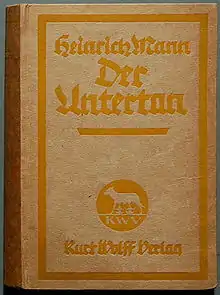 Heinrich Mann
Der
Untertan
KWV
Kurt Wolff Verlag